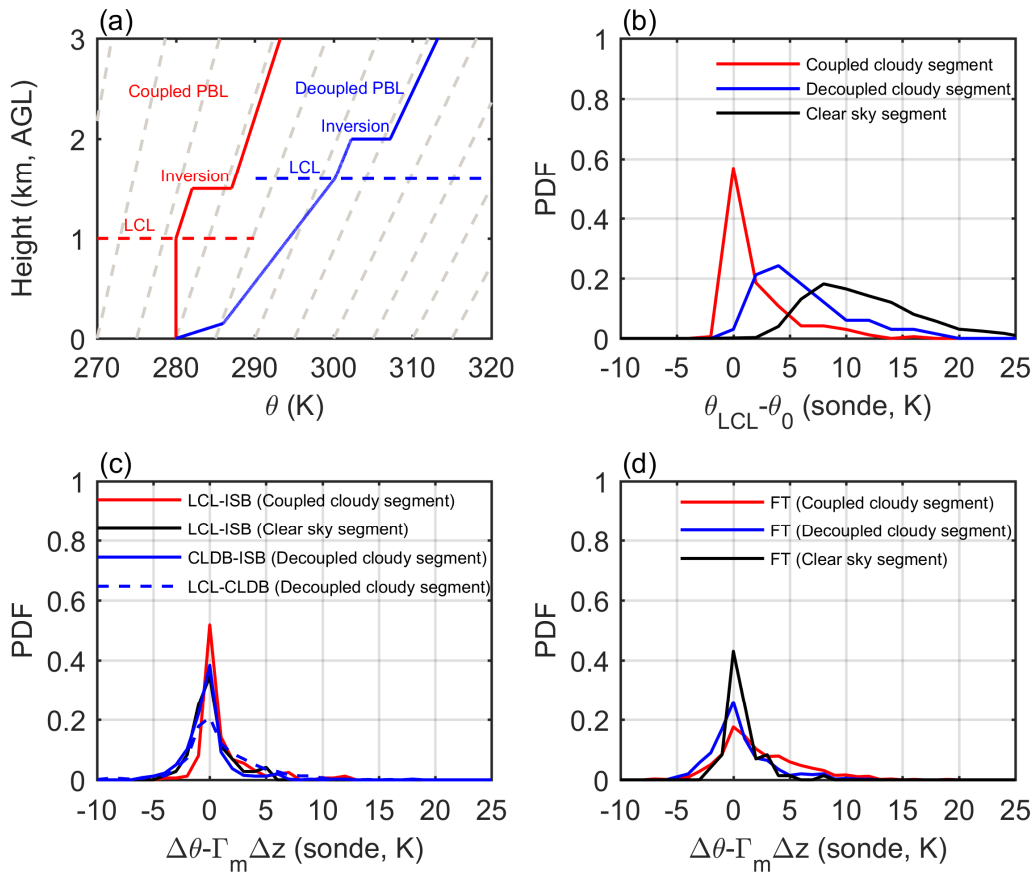 (a)
3
2
1
0
Height (km, AGL)
Coupled PBL
Deoupled PBL
Inversion
LCL
Inversion
LCL
270 280 290 300 310 320
θ (K)
(b)
1
0.8
0.6
0.4
0.2
0
PDF
Coupled cloudy segment
Decoupled cloudy segment
Clear sky segment
-10 -5 0 5 10 15 20 25
θ_LCL-θ_0 (sonde, K)
(c)
1
0.8
0.6
0.4
0.2
0
PDF
LCL-ISB (Coupled cloudy segment)
LCL-ISB (Clear sky segment)
CLDB-ISB (Decoupled cloudy segment)
LCL-CLDB (Decoupled cloudy segment)
-10 -5 0 5 10 15 20 25
Δθ-Γ_mΔz (sonde, K)
(d)
1
0.8
0.6
0.4
0.2
0
PDF
FT (Coupled cloudy segment)
FT (Decoupled cloudy segment)
FT (Clear sky segment)
-10 -5 0 5 10 15 20 25
Δθ-Γ_mΔz (sonde, K)